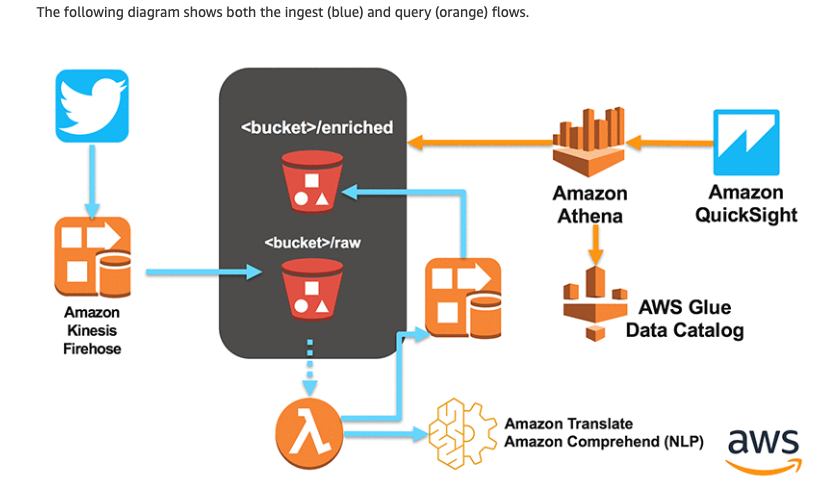 The following diagram shows both the ingest (blue) and query (orange) flows.
<bucket>/enriched
<bucket>/raw
Amazon
Kinesis
Firehose
Amazon
Athena
Amazon
QuickSight
AWS Glue
Data Catalog
Amazon Translate
Amazon Comprehend (NLP)
aws